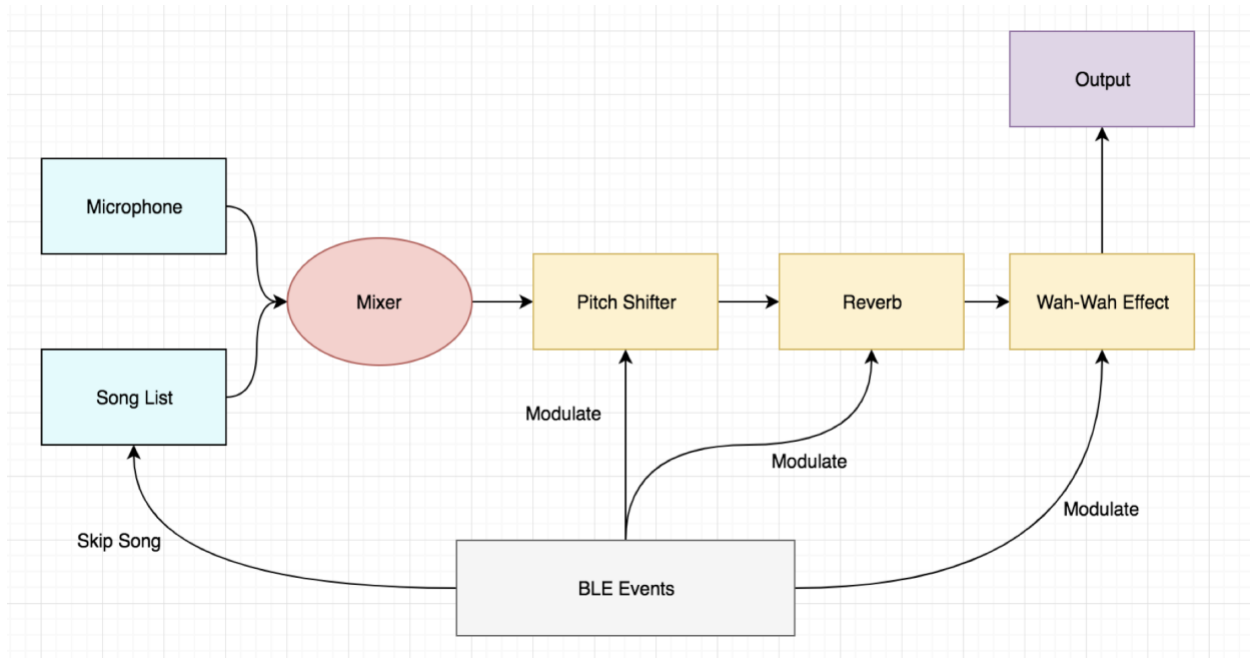 Output
Microphone
Mixer
Pitch Shifter
Reverb
Wah-Wah Effect
Song List
Modulate
Modulate
Modulate
Skip Song
BLE Events